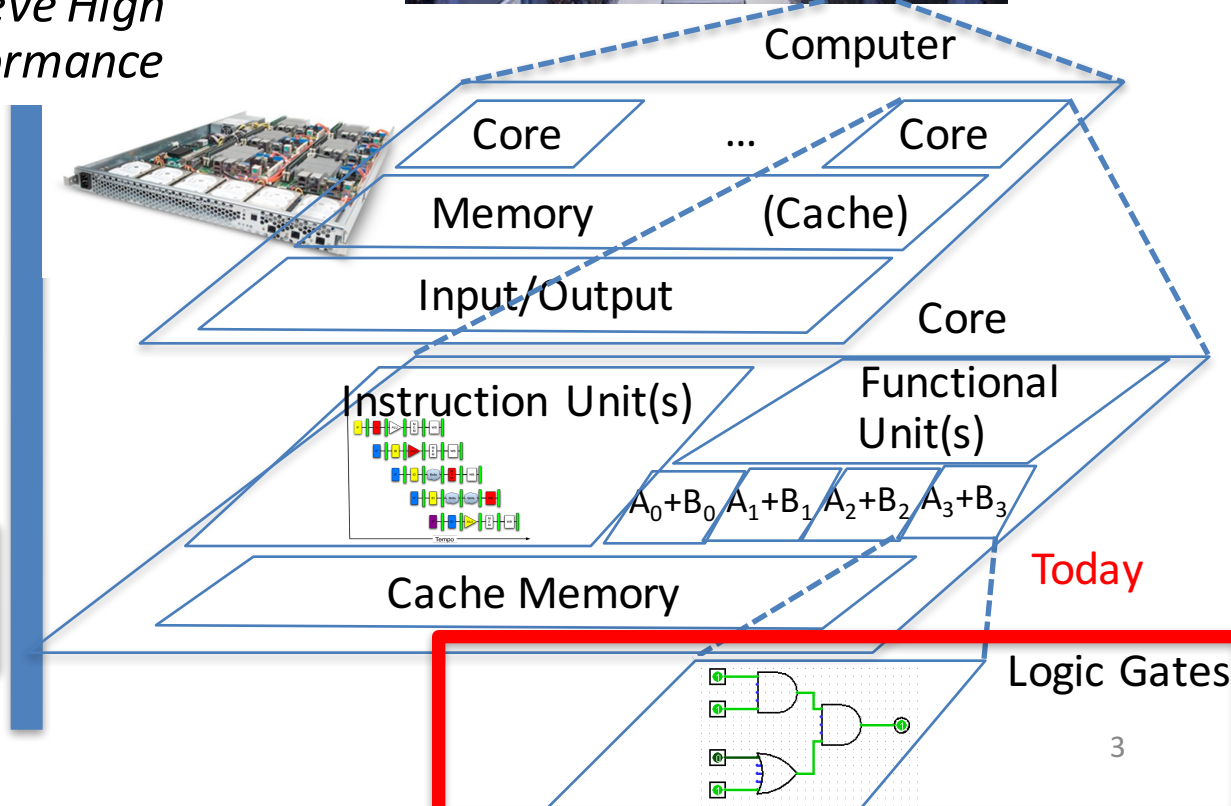 eve High
ormance
Computer
Core ... Core
Memory (Cache)
Input/Output
Core
Instruction Unit(s)
Functional
Unit(s)
A₀+B₀ A₁+B₁ A₂+B₂ A₃+B₃
Tempo
Cache Memory
Today
Logic Gates
3